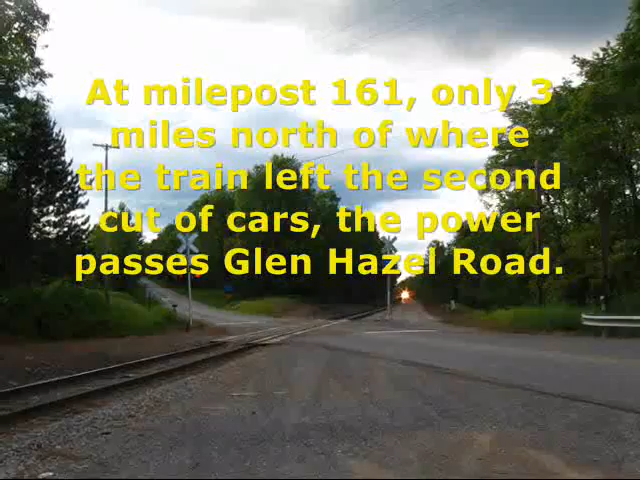 At milepost 161, only 3
miles north of where
the train left the second
cut of cars, the power
passes Glen Hazel Road.